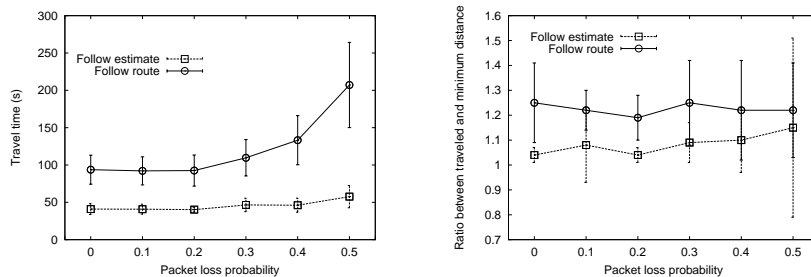 300
250
200
150
100
50
0
Travel time (s)
Follow estimate
Follow route
0 0.1 0.2 0.3 0.4 0.5
Packet loss probability
1.6
1.5
1.4
1.3
1.2
1.1
1
0.9
0.8
0.7
Ratio between traveled and minimum distance
Follow estimate
Follow route
0 0.1 0.2 0.3 0.4 0.5
Packet loss probability